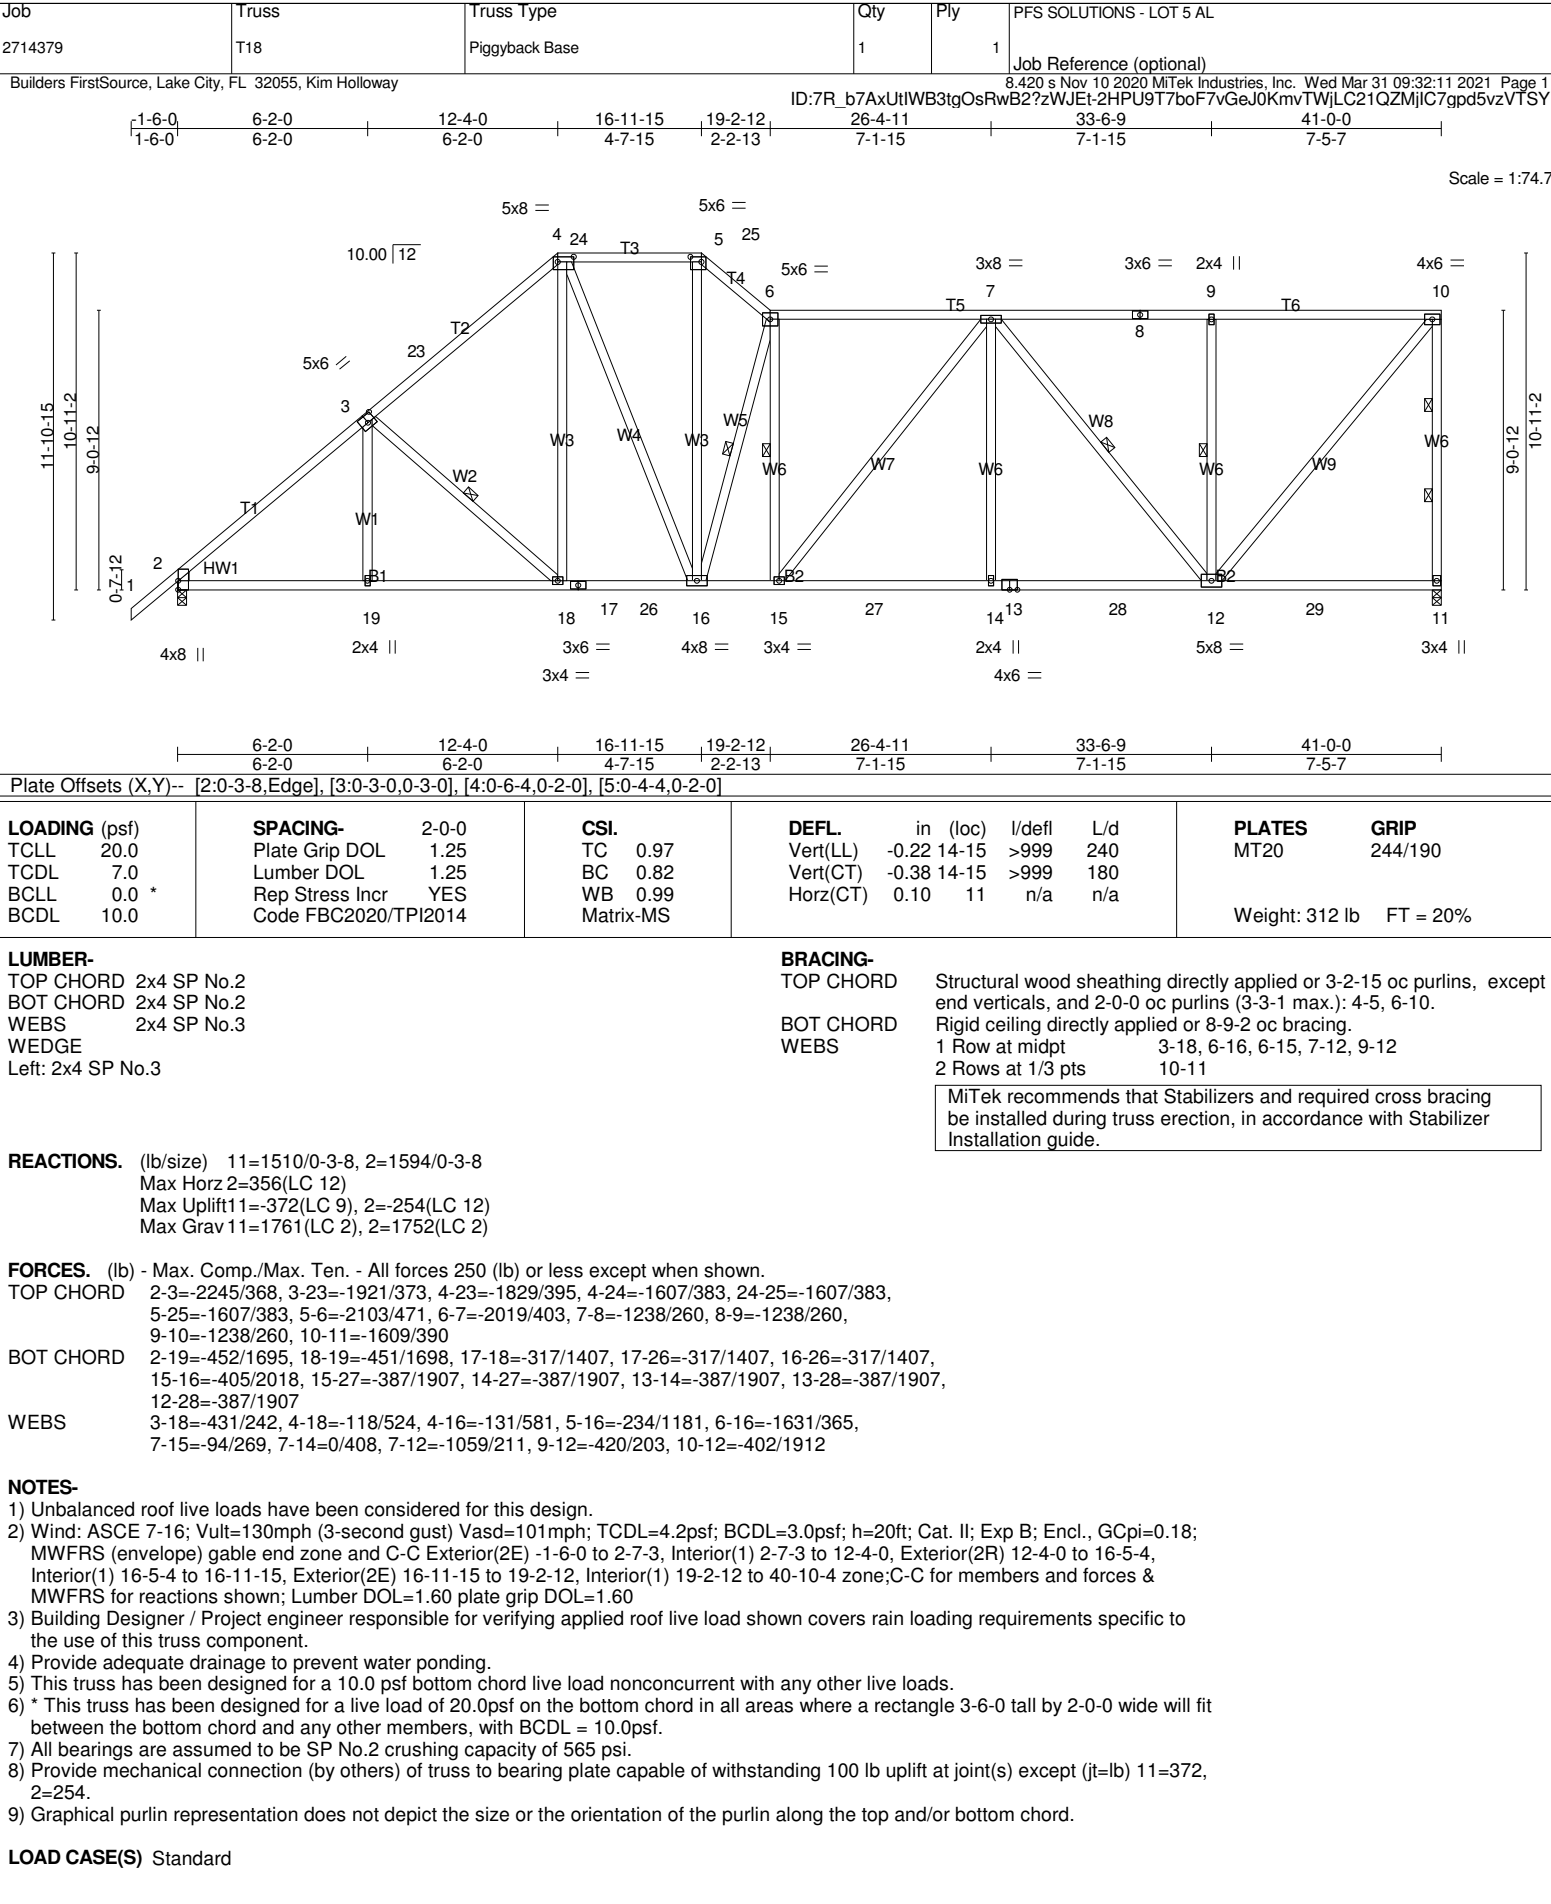 Job Truss Truss Type Qty Ply PFS SOLUTIONS - LOT 5 AL
2714379 T18 Piggyback Base 1 1
Job Reference (optional)
Builders FirstSource, Lake City, FL 32055, Kim Holloway 8.420 s Nov 10 2020 MiTek Industries, Inc. Wed Mar 31 09:32:11 2021 Page 1
ID:7R_b7AxUtIWB3tgOsRwB2?zWJEt-2HPU9T7boF7vGeJ0KmvTWjLC21QZMjIC7gpd5vzVTSY
-1-6-0 6-2-0 12-4-0 16-11-15 19-2-12 26-4-11 33-6-9 41-0-0
1-6-0 6-2-0 6-2-0 4-7-15 2-2-13 7-1-15 7-1-15 7-5-7
Scale = 1:74.7
5x8 = 5x6 =
4 24 T3 5 25
10.00 12
T4 5x6 = 3x8 = 3x6 = 2x4 || 4x6 =
6 7 9 10
T5 T6
8
T2
23
5x6 //
3
11-10-15
10-11-2
9-0-12
W3 W4 W3 W5 W6 W7 W6 W8 W6 W9 W6
9-0-12
10-11-2
W2
T1
W1
0-7-12
2 HW1
1
B1 B2 B2
19 18 17 26 16 15 27 14 13 28 12 29 11
4x8 || 2x4 || 3x6 = 4x8 = 3x4 = 2x4 || 5x8 = 3x4 ||
3x4 = 4x6 =
6-2-0 12-4-0 16-11-15 19-2-12 26-4-11 33-6-9 41-0-0
6-2-0 6-2-0 4-7-15 2-2-13 7-1-15 7-1-15 7-5-7
Plate Offsets (X,Y)-- [2:0-3-8,Edge], [3:0-3-0,0-3-0], [4:0-6-4,0-2-0], [5:0-4-4,0-2-0]
LOADING (psf) SPACING- 2-0-0 CSI. DEFL. in (loc) l/defl L/d PLATES GRIP
TCLL 20.0 Plate Grip DOL 1.25 TC 0.97 Vert(LL) -0.22 14-15 >999 240 MT20 244/190
TCDL 7.0 Lumber DOL 1.25 BC 0.82 Vert(CT) -0.38 14-15 >999 180
BCLL 0.0 * Rep Stress Incr YES WB 0.99 Horz(CT) 0.10 11 n/a n/a
BCDL 10.0 Code FBC2020/TPI2014 Matrix-MS Weight: 312 lb FT = 20%
LUMBER-
TOP CHORD 2x4 SP No.2
BOT CHORD 2x4 SP No.2
WEBS 2x4 SP No.3
WEDGE
Left: 2x4 SP No.3
BRACING-
TOP CHORD Structural wood sheathing directly applied or 3-2-15 oc purlins, except
end verticals, and 2-0-0 oc purlins (3-3-1 max.): 4-5, 6-10.
BOT CHORD Rigid ceiling directly applied or 8-9-2 oc bracing.
WEBS 1 Row at midpt 3-18, 6-16, 6-15, 7-12, 9-12
2 Rows at 1/3 pts 10-11
MiTek recommends that Stabilizers and required cross bracing
be installed during truss erection, in accordance with Stabilizer
Installation guide.
REACTIONS. (lb/size) 11=1510/0-3-8, 2=1594/0-3-8
Max Horz 2=356(LC 12)
Max Uplift11=-372(LC 9), 2=-254(LC 12)
Max Grav 11=1761(LC 2), 2=1752(LC 2)
FORCES. (lb) - Max. Comp./Max. Ten. - All forces 250 (lb) or less except when shown.
TOP CHORD 2-3=-2245/368, 3-23=-1921/373, 4-23=-1829/395, 4-24=-1607/383, 24-25=-1607/383,
5-25=-1607/383, 5-6=-2103/471, 6-7=-2019/403, 7-8=-1238/260, 8-9=-1238/260,
9-10=-1238/260, 10-11=-1609/390
BOT CHORD 2-19=-452/1695, 18-19=-451/1698, 17-18=-317/1407, 17-26=-317/1407, 16-26=-317/1407,
15-16=-405/2018, 15-27=-387/1907, 14-27=-387/1907, 13-14=-387/1907, 13-28=-387/1907,
12-28=-387/1907
WEBS 3-18=-431/242, 4-18=-118/524, 4-16=-131/581, 5-16=-234/1181, 6-16=-1631/365,
7-15=-94/269, 7-14=0/408, 7-12=-1059/211, 9-12=-420/203, 10-12=-402/1912
NOTES-
1) Unbalanced roof live loads have been considered for this design.
2) Wind: ASCE 7-16; Vult=130mph (3-second gust) Vasd=101mph; TCDL=4.2psf; BCDL=3.0psf; h=20ft; Cat. II; Exp B; Encl., GCpi=0.18;
MWFRS (envelope) gable end zone and C-C Exterior(2E) -1-6-0 to 2-7-3, Interior(1) 2-7-3 to 12-4-0, Exterior(2R) 12-4-0 to 16-5-4,
Interior(1) 16-5-4 to 16-11-15, Exterior(2E) 16-11-15 to 19-2-12, Interior(1) 19-2-12 to 40-10-4 zone;C-C for members and forces &
MWFRS for reactions shown; Lumber DOL=1.60 plate grip DOL=1.60
3) Building Designer / Project engineer responsible for verifying applied roof live load shown covers rain loading requirements specific to
the use of this truss component.
4) Provide adequate drainage to prevent water ponding.
5) This truss has been designed for a 10.0 psf bottom chord live load nonconcurrent with any other live loads.
6) * This truss has been designed for a live load of 20.0psf on the bottom chord in all areas where a rectangle 3-6-0 tall by 2-0-0 wide will fit
between the bottom chord and any other members, with BCDL = 10.0psf.
7) All bearings are assumed to be SP No.2 crushing capacity of 565 psi.
8) Provide mechanical connection (by others) of truss to bearing plate capable of withstanding 100 lb uplift at joint(s) except (jt=lb) 11=372,
2=254.
9) Graphical purlin representation does not depict the size or the orientation of the purlin along the top and/or bottom chord.
LOAD CASE(S) Standard